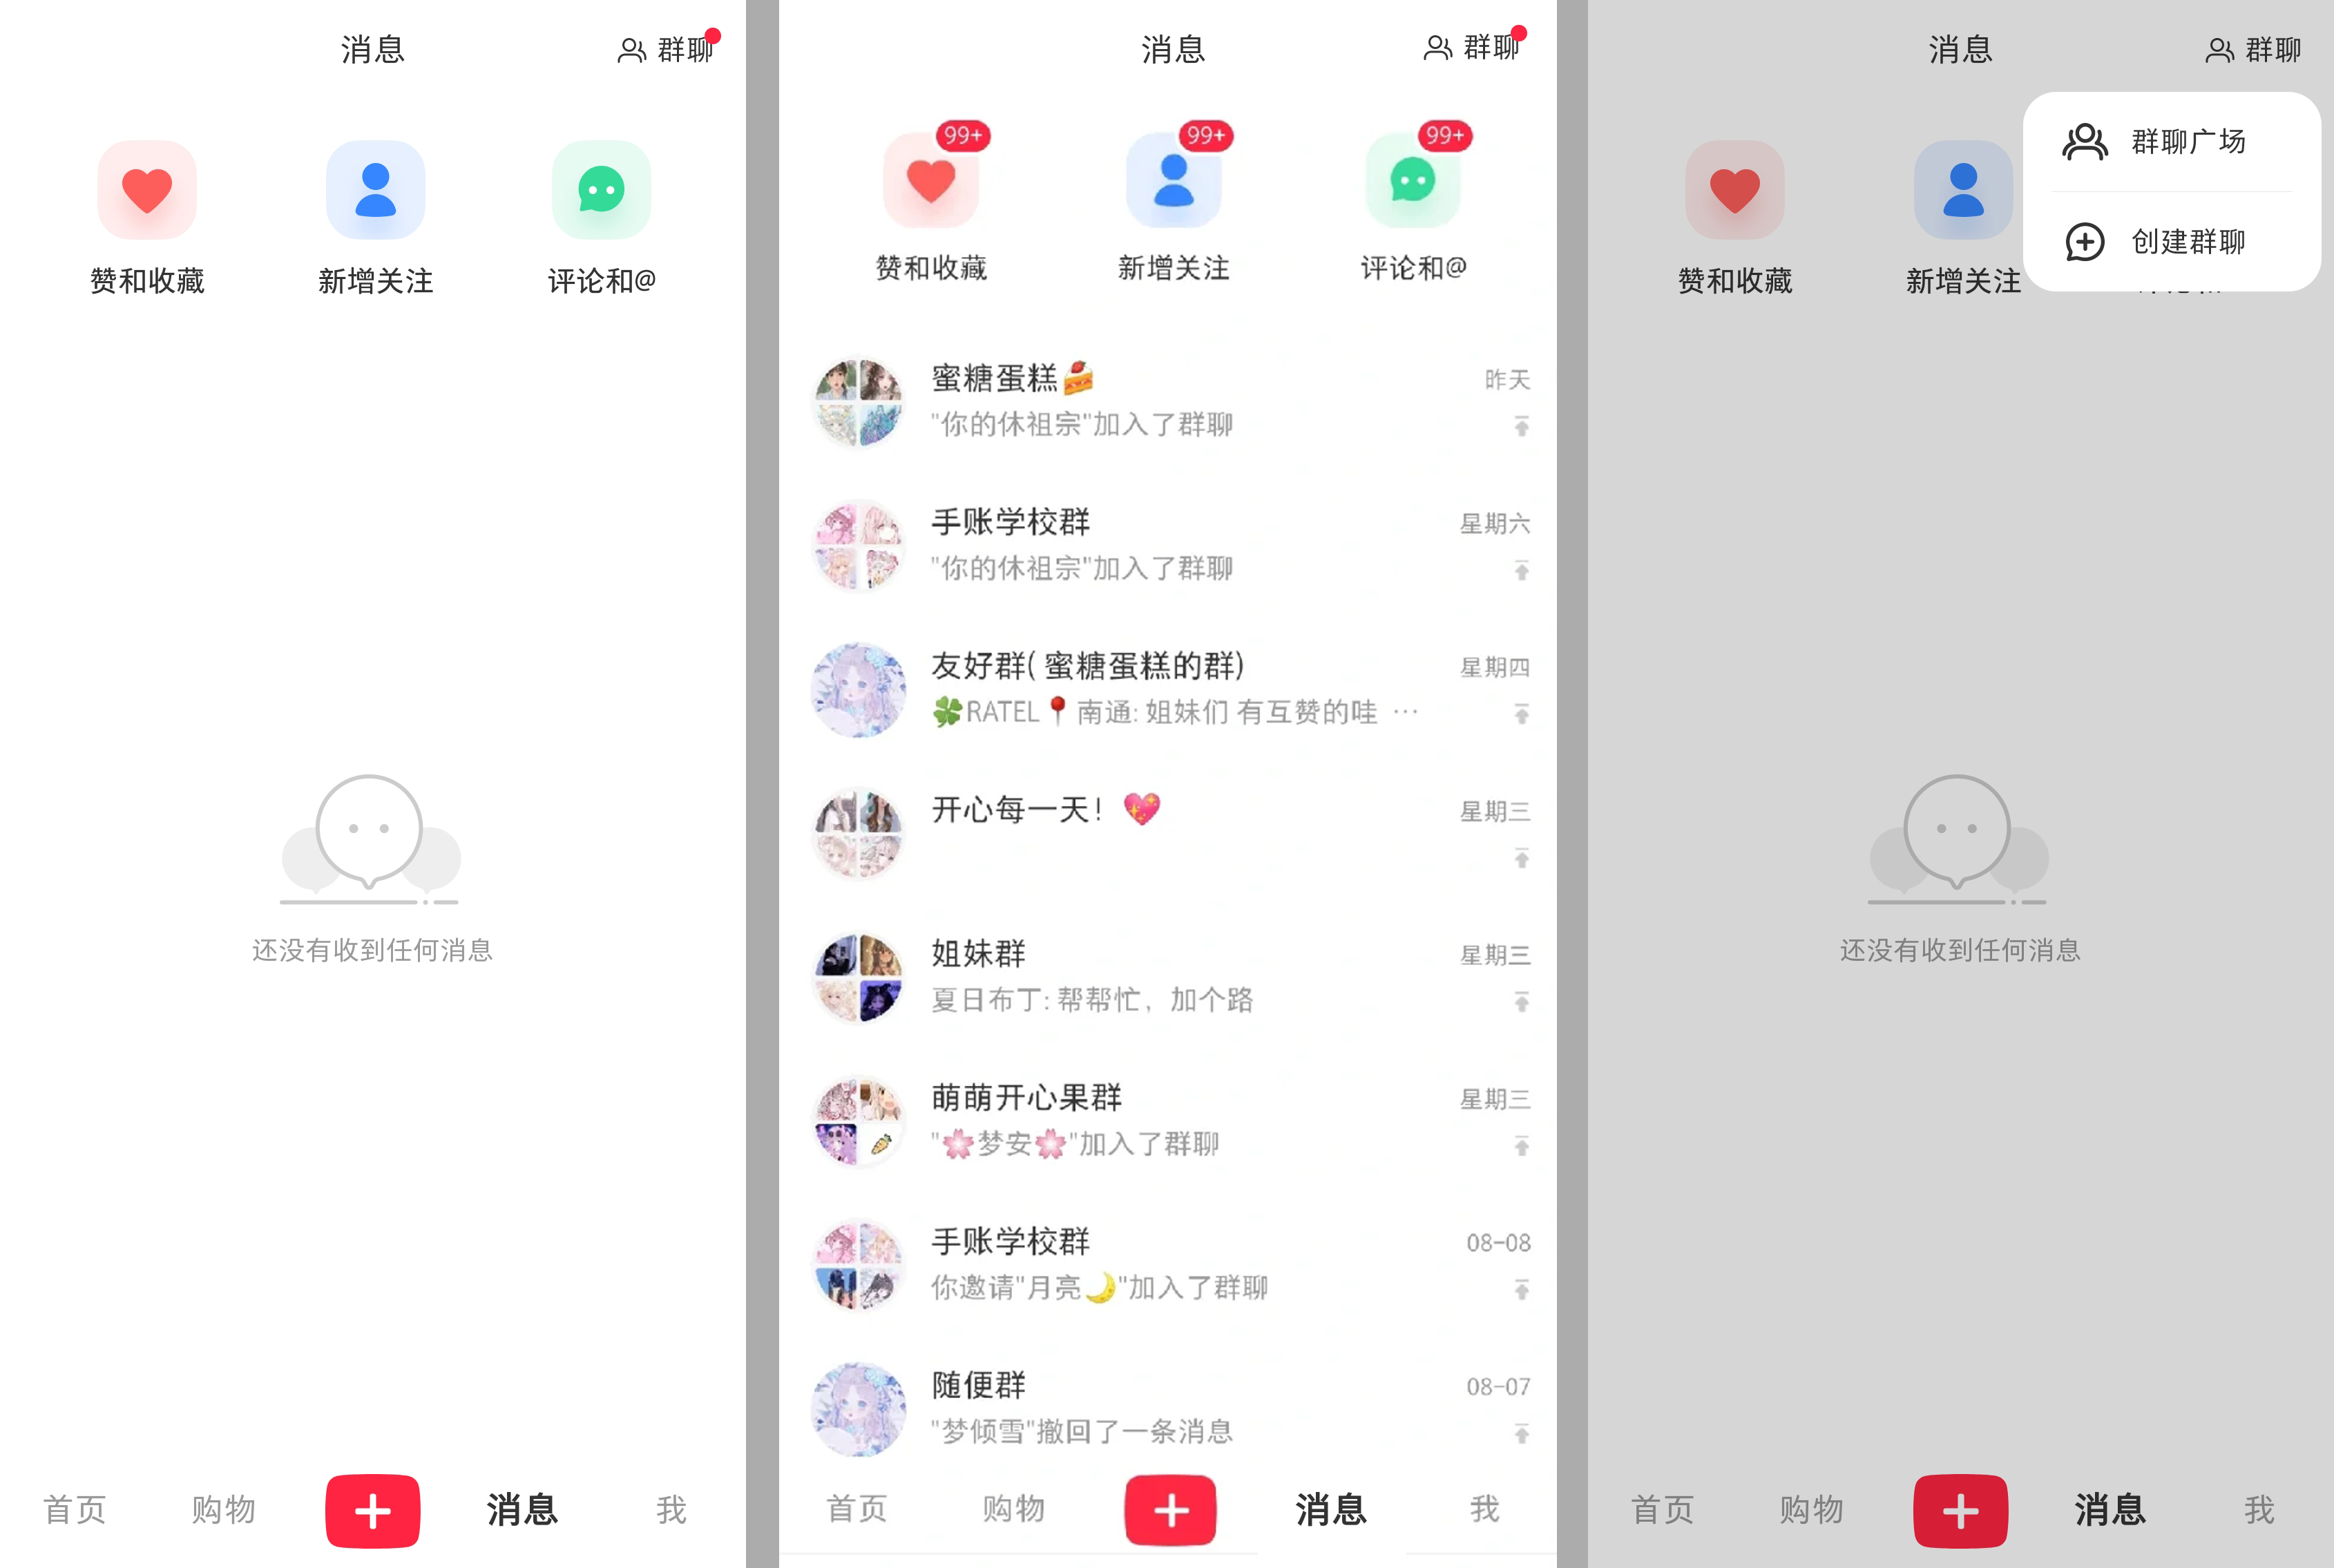 消息
群聊
赞和收藏
新增关注
评论和@
还没有收到任何消息
首页
购物
消息
我
消息
群聊
99+
99+
99+
赞和收藏
新增关注
评论和@
蜜糖蛋糕🍰
昨天
"你的休祖宗"加入了群聊
手账学校群
星期六
"你的休祖宗"加入了群聊
友好群( 蜜糖蛋糕的群)
星期四
🍀RATEL📍南通: 姐妹们 有互赞的哇 …
开心每一天! 💖
星期三
姐妹群
星期三
夏日布丁: 帮帮忙，加个路
萌萌开心果群
星期三
"🌸梦安🌸"加入了群聊
手账学校群
08-08
你邀请"月亮🌙"加入了群聊
随便群
08-07
"梦倾雪"撤回了一条消息
首页
购物
消息
我
消息
群聊
群聊广场
创建群聊
赞和收藏
新增关注
还没有收到任何消息
首页
购物
消息
我